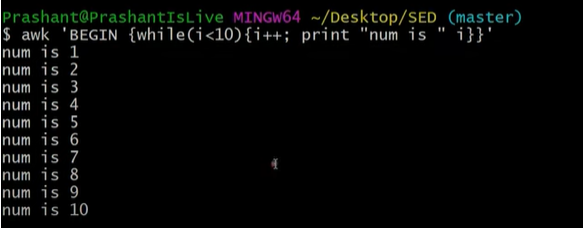 Prashant@PrashantIsLive MINGW64 ~/Desktop/SED (master)
$ awk 'BEGIN {while(i<10){i++; print "num is " i}}'
num is 1
num is 2
num is 3
num is 4
num is 5
num is 6
num is 7
num is 8
num is 9
num is 10